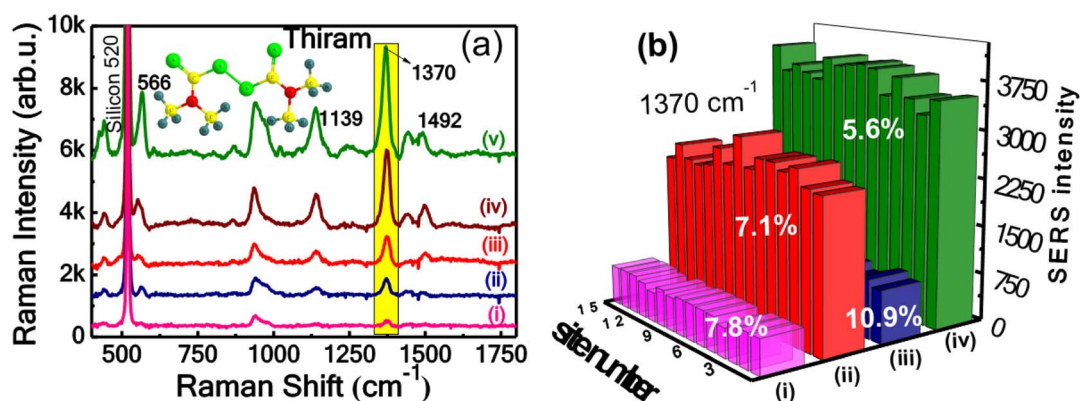 10k
8k
6k
4k
2k
0
Raman Intensity (arb.u.)
500 750 1000 1250 1500 1750
Raman Shift (cm⁻¹)
Silicon 520
566
Thiram
(a)
1370
1139
1492
(v)
(iv)
(iii)
(ii)
(i)
(b)
1370 cm⁻¹
5.6%
7.1%
7.8%
10.9%
3750
3000
2250
1500
750
0
SERS intensity
15
12
9
6
3
site number
(i)
(ii)
(iii)
(iv)